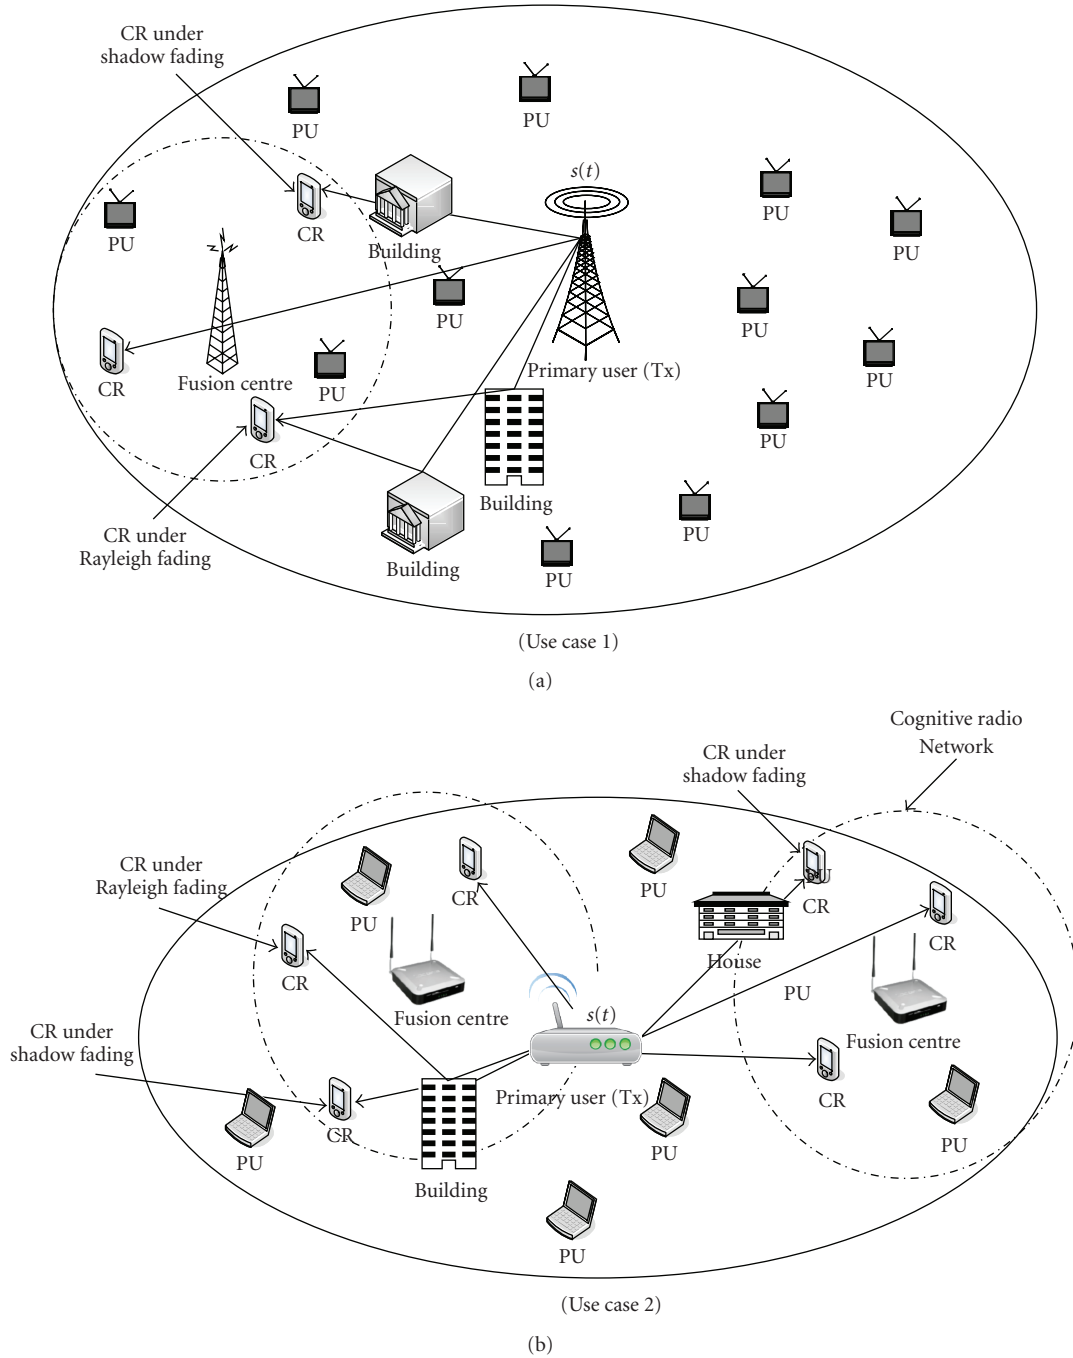 CR under
shadow fading
PU
PU
s(t)
PU
PU
PU
CR
Building
PU
PU
CR
Fusion centre
PU
Primary user (Tx)
PU
PU
CR
Building
PU
CR under
Rayleigh fading
Building
PU
(Use case 1)
(a)
Cognitive radio
Network
CR under
shadow fading
CR under
Rayleigh fading
CR
PU
PU
PU
CR
CR
PU
House
CR
PU
CR under
shadow fading
Fusion centre
s(t)
Fusion centre
Primary user (Tx)
CR
CR
PU
PU
PU
Building
PU
(Use case 2)
(b)